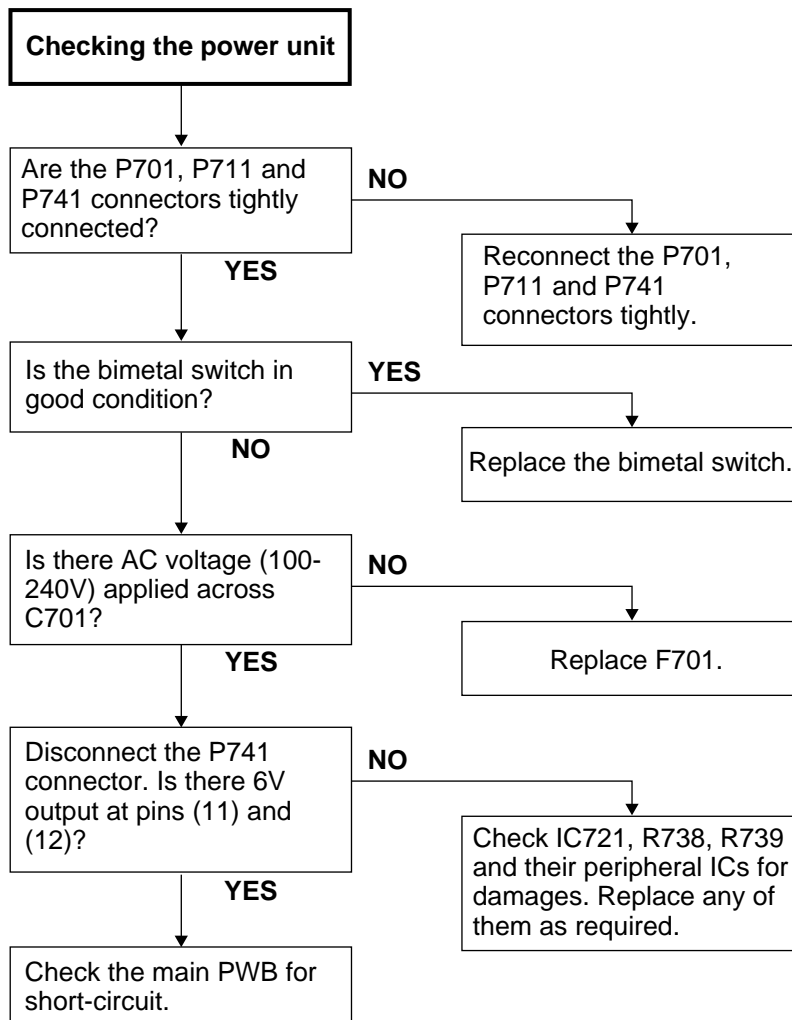 Checking the power unit
Are the P701, P711 and
P741 connectors tightly
connected?
NO
YES
Reconnect the P701,
P711 and P741
connectors tightly.
Is the bimetal switch in
good condition?
YES
NO
Replace the bimetal switch.
Is there AC voltage (100-
240V) applied across
C701?
NO
YES
Replace F701.
Disconnect the P741
connector. Is there 6V
output at pins (11) and
(12)?
NO
YES
Check IC721, R738, R739
and their peripheral ICs for
damages. Replace any of
them as required.
Check the main PWB for
short-circuit.